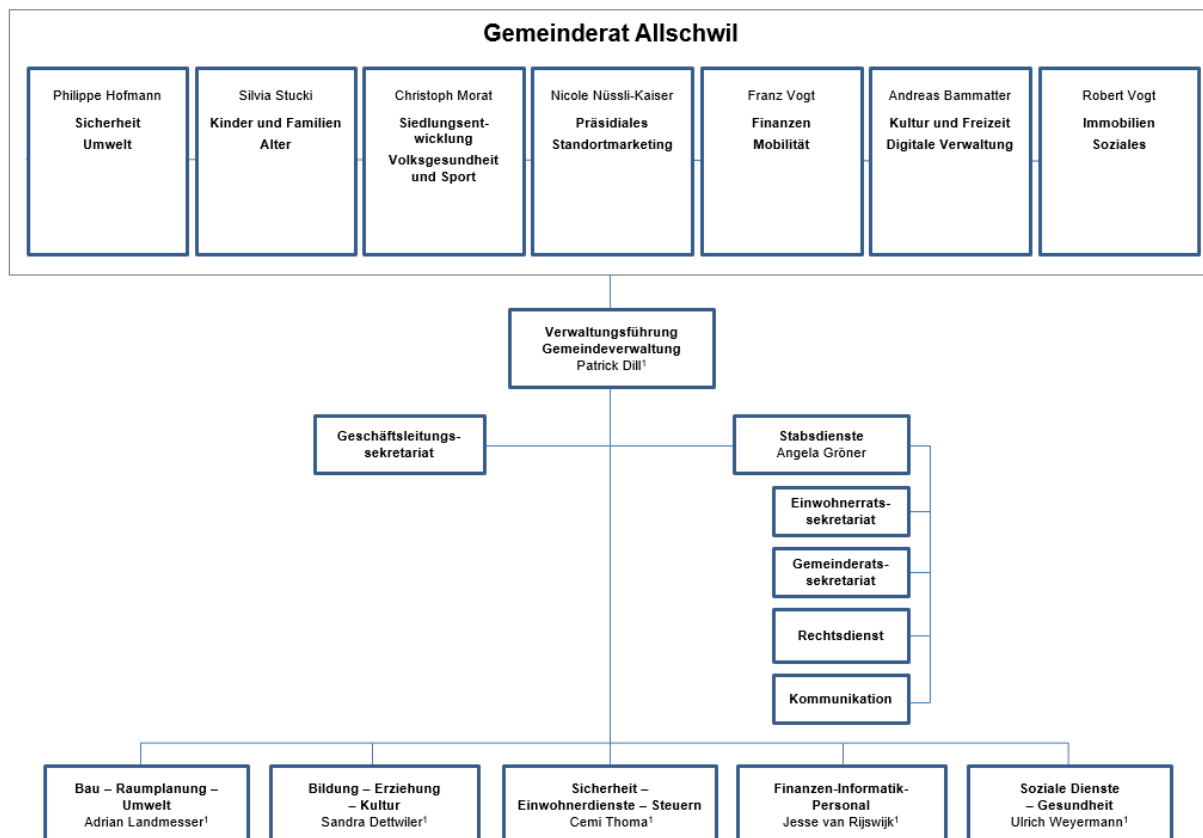 Gemeinderat Allschwil
Philippe Hofmann
Sicherheit
Umwelt
Silvia Stucki
Kinder und Familien
Alter
Christoph Morat
Siedlungsent-
wicklung
Volksgesundheit
und Sport
Nicole Nüssli-Kaiser
Präsidiales
Standortmarketing
Franz Vogt
Finanzen
Mobilität
Andreas Bammatter
Kultur und Freizeit
Digitale Verwaltung
Robert Vogt
Immobilien
Soziales
Verwaltungsführung
Gemeindeverwaltung
Patrick Dill¹
Geschäftsleitungs-
sekretariat
Stabsdienste
Angela Gröner
Einwohnerrats-
sekretariat
Gemeinderats-
sekretariat
Rechtsdienst
Kommunikation
Bau – Raumplanung –
Umwelt
Adrian Landmesser¹
Bildung – Erziehung
– Kultur
Sandra Dettwiler¹
Sicherheit –
Einwohnerdienste – Steuern
Cemi Thoma¹
Finanzen-Informatik-
Personal
Jesse van Rijswijk¹
Soziale Dienste
– Gesundheit
Ulrich Weyermann¹